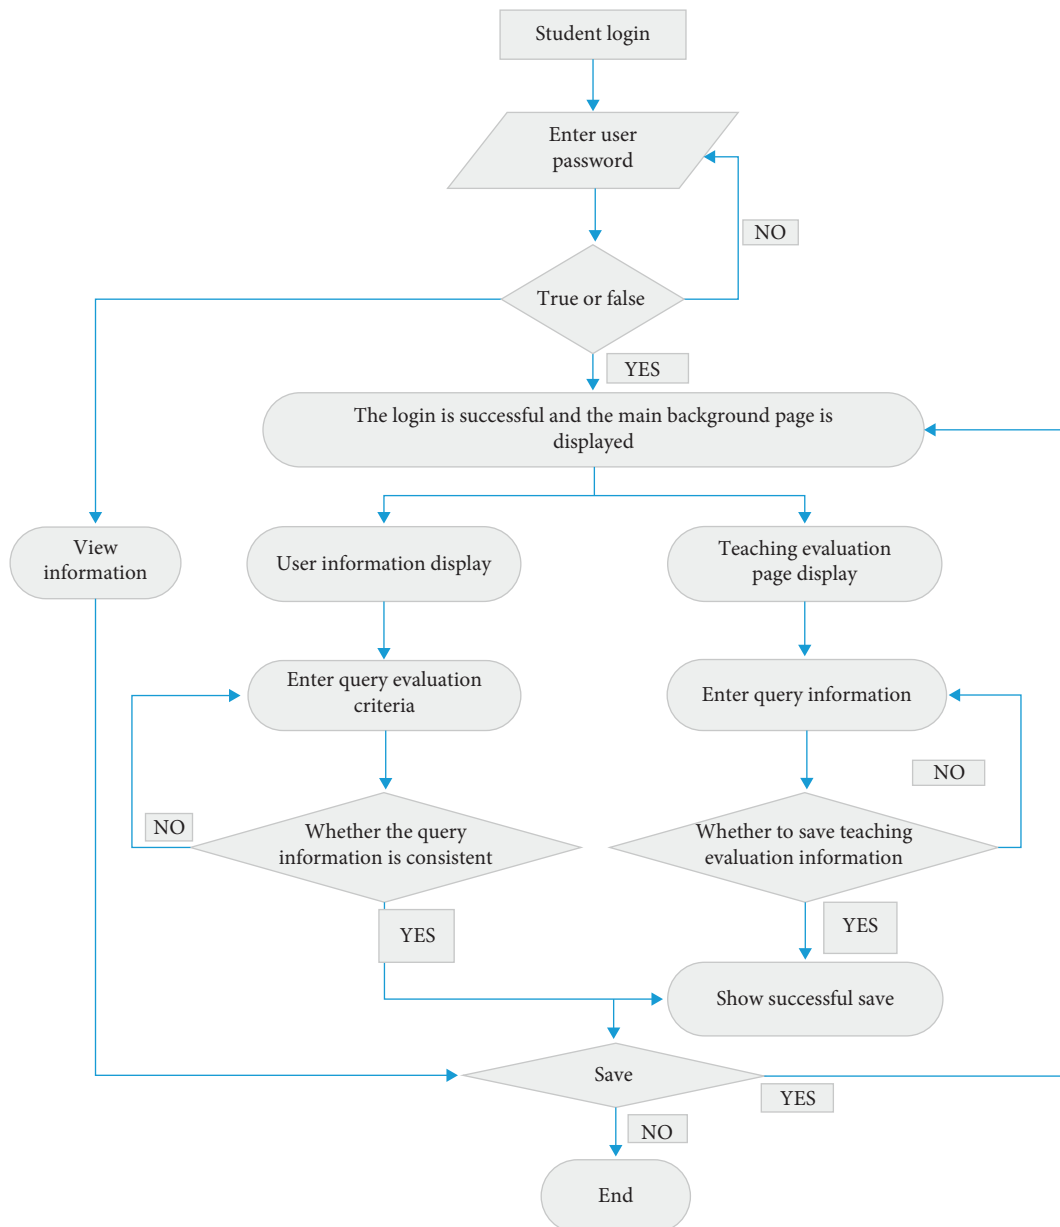 Student login
Enter user
password
NO
True or false
YES
The login is successful and the main background page is
displayed
View
information
User information display
Teaching evaluation
page display
Enter query evaluation
criteria
Enter query information
NO
NO
Whether the query
information is consistent
Whether to save teaching
evaluation information
YES
YES
Show successful save
Save
YES
NO
End